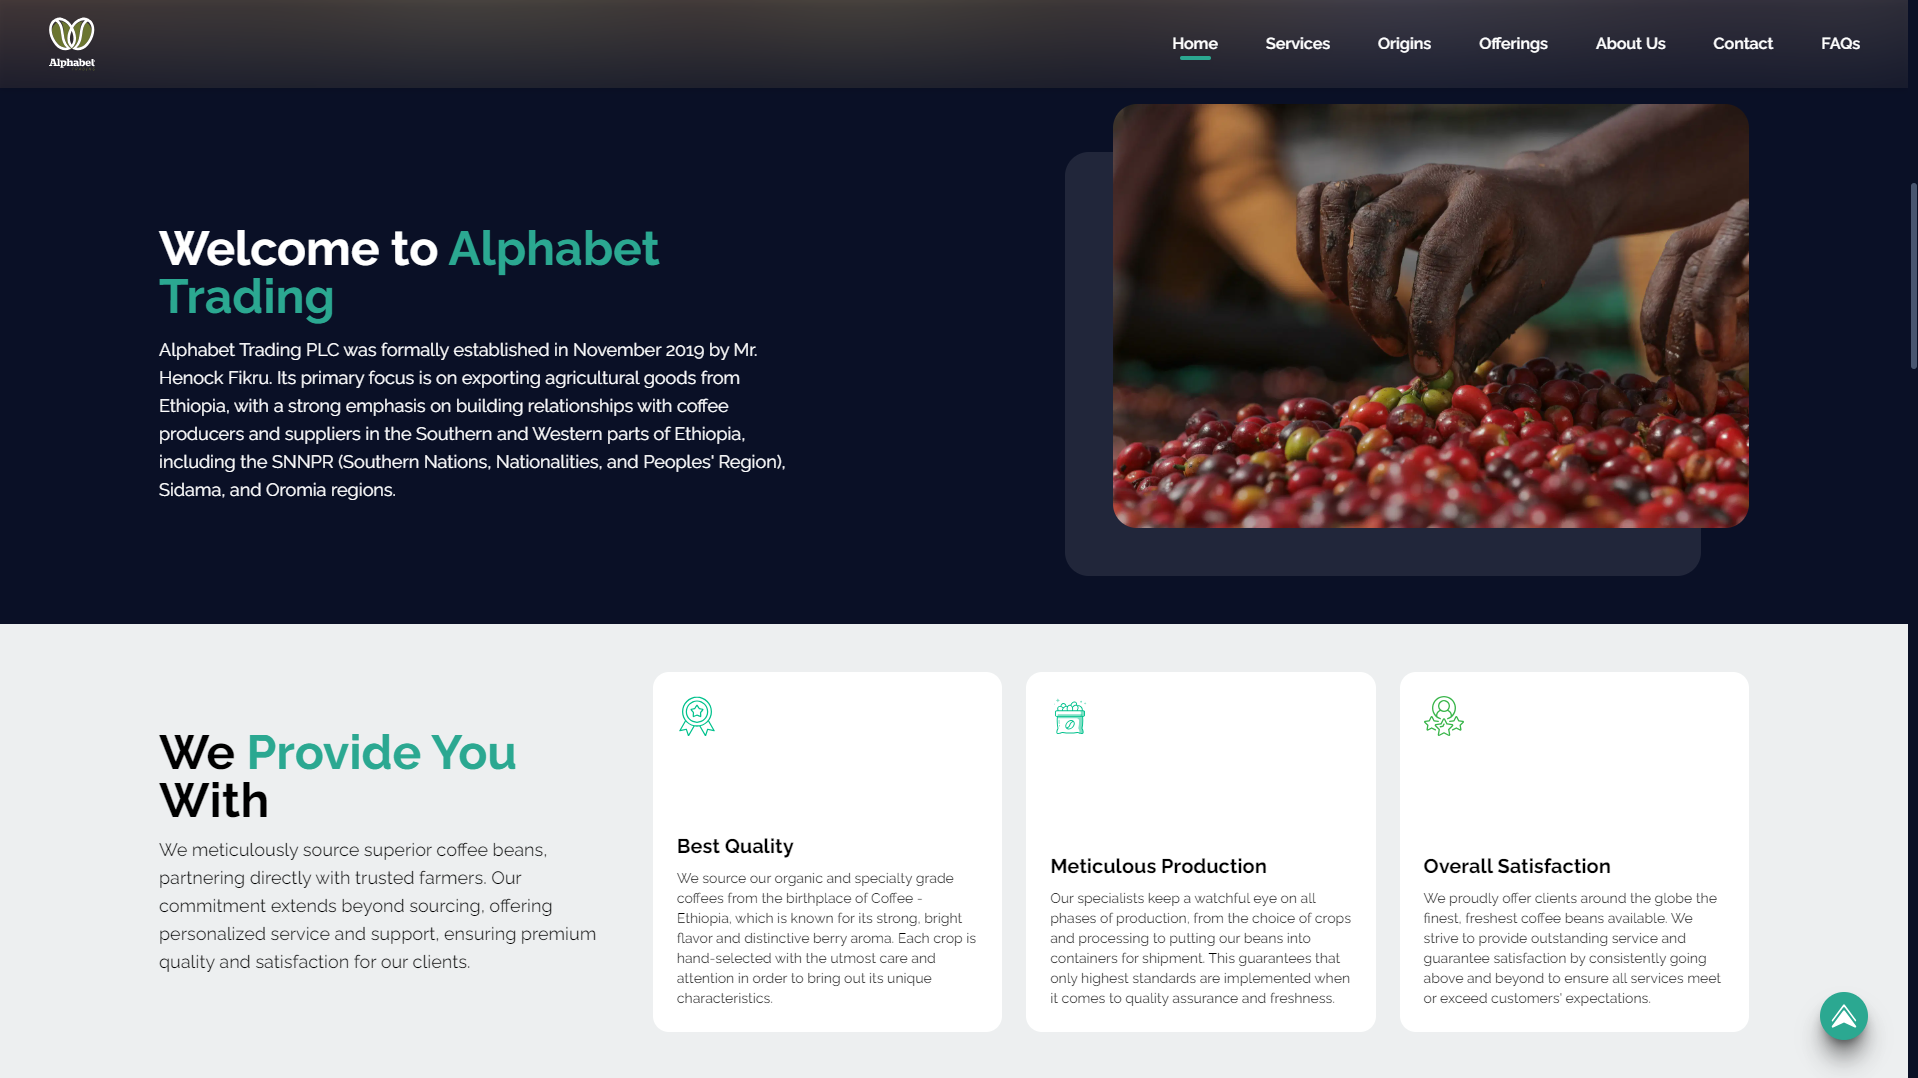 Alphabet
Home
Services
Origins
Offerings
About Us
Contact
FAQs
Welcome to Alphabet
Trading
Alphabet Trading PLC was formally established in November 2019 by Mr.
Henock Fikru. Its primary focus is on exporting agricultural goods from
Ethiopia, with a strong emphasis on building relationships with coffee
producers and suppliers in the Southern and Western parts of Ethiopia,
including the SNNPR (Southern Nations, Nationalities, and Peoples' Region),
Sidama, and Oromia regions.
We Provide You
With
We meticulously source superior coffee beans,
partnering directly with trusted farmers. Our
commitment extends beyond sourcing, offering
personalized service and support, ensuring premium
quality and satisfaction for our clients.
Best Quality
We source our organic and specialty grade
coffees from the birthplace of Coffee -
Ethiopia, which is known for its strong, bright
flavor and distinctive berry aroma. Each crop is
hand-selected with the utmost care and
attention in order to bring out its unique
characteristics.
Meticulous Production
Our specialists keep a watchful eye on all
phases of production, from the choice of crops
and processing to putting our beans into
containers for shipment. This guarantees that
only highest standards are implemented when
it comes to quality assurance and freshness.
Overall Satisfaction
We proudly offer clients around the globe the
finest, freshest coffee beans available. We
strive to provide outstanding service and
guarantee satisfaction by consistently going
above and beyond to ensure all services meet
or exceed customers' expectations.